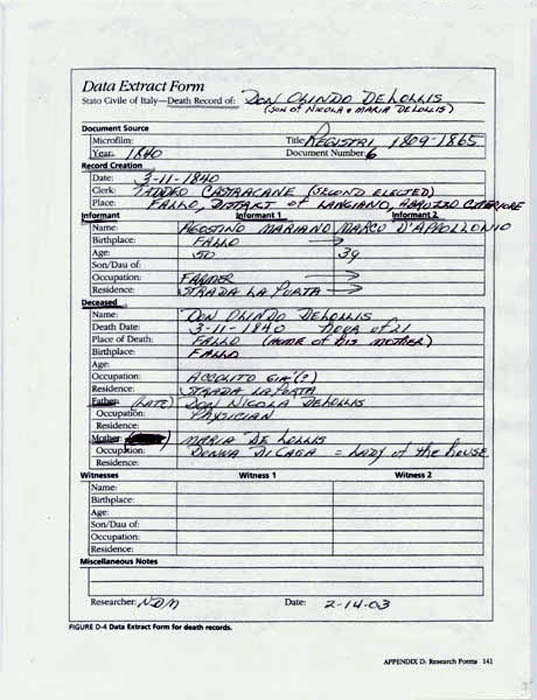 Data Extract Form
Stato Civile of Italy—Death Record of: DON OLINDO DELOLLIS
(SON OF NICOLA & MARIA DE LOLLIS)
Document Source
Microfilm: Title: REGISTRI, 1809-1865
Year: 1840 Document Number: 6
Record Creation
Date: 3-11-1840
Clerk: TADDEO CASTRACANE (SECOND ELECTED)
Place: FALLO, DISTRICT OF LANCIANO, ABRUZZO CITERIORE
Informant Informant 1 Informant 2
Name: AGOSTINO MARIANO MARCO D'APPOLLONIO
Birthplace: FALLO →
Age: 50 39
Son/Dau of:
Occupation: FARMER →
Residence: STRADA LA PORTA →
Deceased
Name: DON OLINDO DELOLLIS
Death Date: 3-11-1840 HOUR OF 21
Place of Death: FALLO (HOME OF HIS MOTHER)
Birthplace: FALLO
Age:
Occupation: ACCOLITO (?)
Residence: STRADA LA PORTA
Father: (LATE) DON NICOLA DELOLLIS
Occupation: PHYSICIAN
Residence:
Mother: MARIA DE LOLLIS
Occupation: DONNA DI CASA = LADY OF THE HOUSE
Residence:
Witnesses Witness 1 Witness 2
Name:
Birthplace:
Age:
Son/Dau of:
Occupation:
Residence:
Miscellaneous Notes
Researcher: NDM Date: 2-14-03
FIGURE D-4 Data Extract Form for death records.
APPENDIX D: Research Forms 141